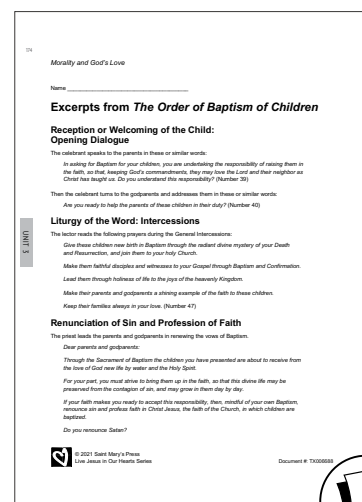 Morality and God's Love
Name
Excerpts from The Order of Baptism of Children
Reception or Welcoming of the Child:
Opening Dialogue
The celebrant speaks to the parents in these or similar words:
In asking for Baptism for your children, you are undertaking the responsibility of raising them in
the faith, so that, keeping God's commandments, they may love the Lord and their neighbor as
Christ has taught us. Do you understand this responsibility? (Number 39)
Then the celebrant turns to the godparents and addresses them in these or similar words:
Are you ready to help the parents of these children in their duty? (Number 40)
Liturgy of the Word: Intercessions
The lector reads the following prayers during the General Intercessions:
Give these children new birth in Baptism through the radiant divine mystery of your Death
and Resurrection, and join them to your holy Church.
Make them faithful disciples and witnesses to your Gospel through Baptism and Confirmation.
Lead them through holiness of life to the joys of the heavenly Kingdom.
Make their parents and godparents a shining example of the faith to these children.
Keep their families always in your love. (Number 47)
UNIT 3
Renunciation of Sin and Profession of Faith
The priest leads the parents and godparents in renewing the vows of Baptism.
Dear parents and godparents:
Through the Sacrament of Baptism the children you have presented are about to receive from
the love of God new life by water and the Holy Spirit.
For your part, you must strive to bring them up in the faith, so that this divine life may be
preserved from the contagion of sin, and may grow in them day by day.
If your faith makes you ready to accept this responsibility, then, mindful of your own Baptism,
renounce sin and profess faith in Christ Jesus, the faith of the Church, in which children are
baptized.
Do you renounce Satan?
© 2021 Saint Mary's Press
Live Jesus in Our Hearts Series
Document #: TX006688